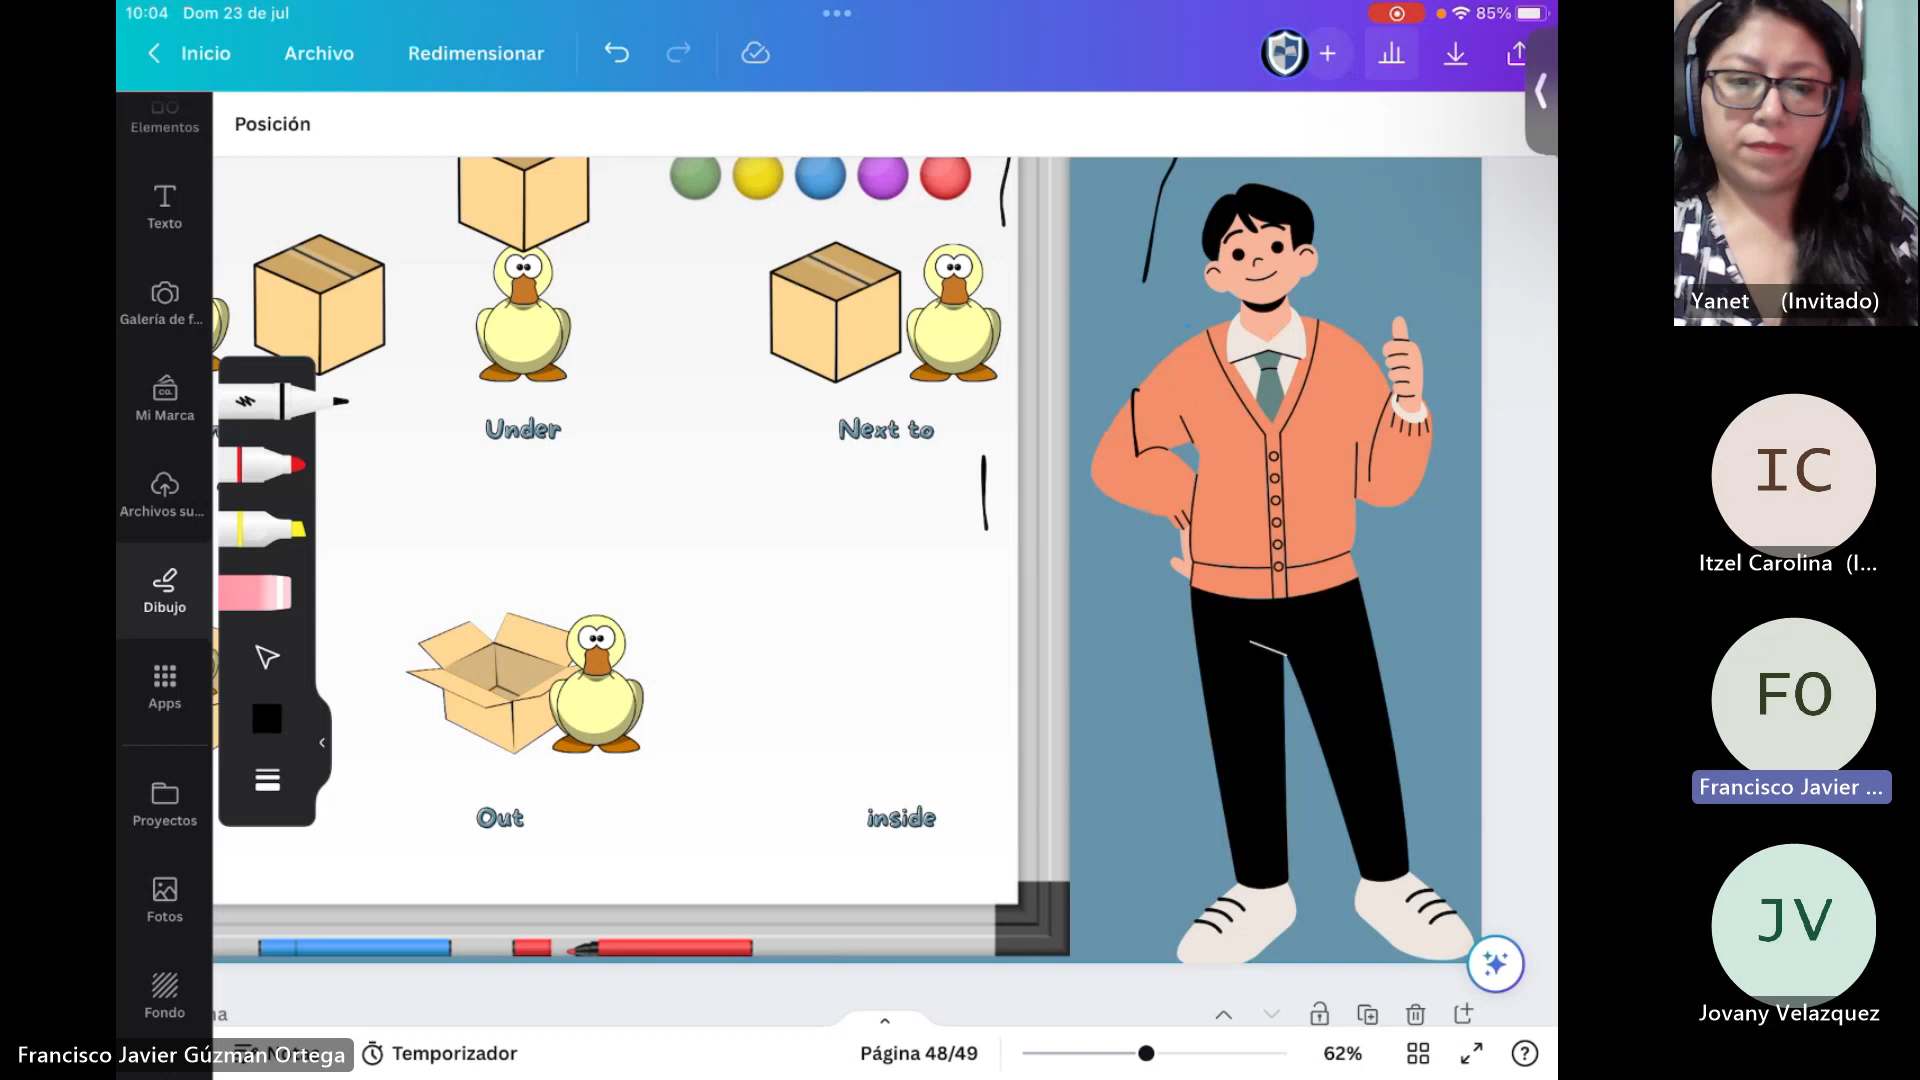 10:04 Dom 23 de jul
85%
Inicio Archivo Redimensionar
Elementos
Posición
Texto
Galería de f...
Mi Marca
CO.
Archivos su...
Dibujo
Apps
Proyectos
Fotos
Fondo
Under
Next to
Out
inside
Temporizador
Página 48/49
62%
Francisco Javier Gúzman Ortega
Yanet (Invitado)
IC
Itzel Carolina (I...
FO
Francisco Javier ...
JV
Jovany Velazquez